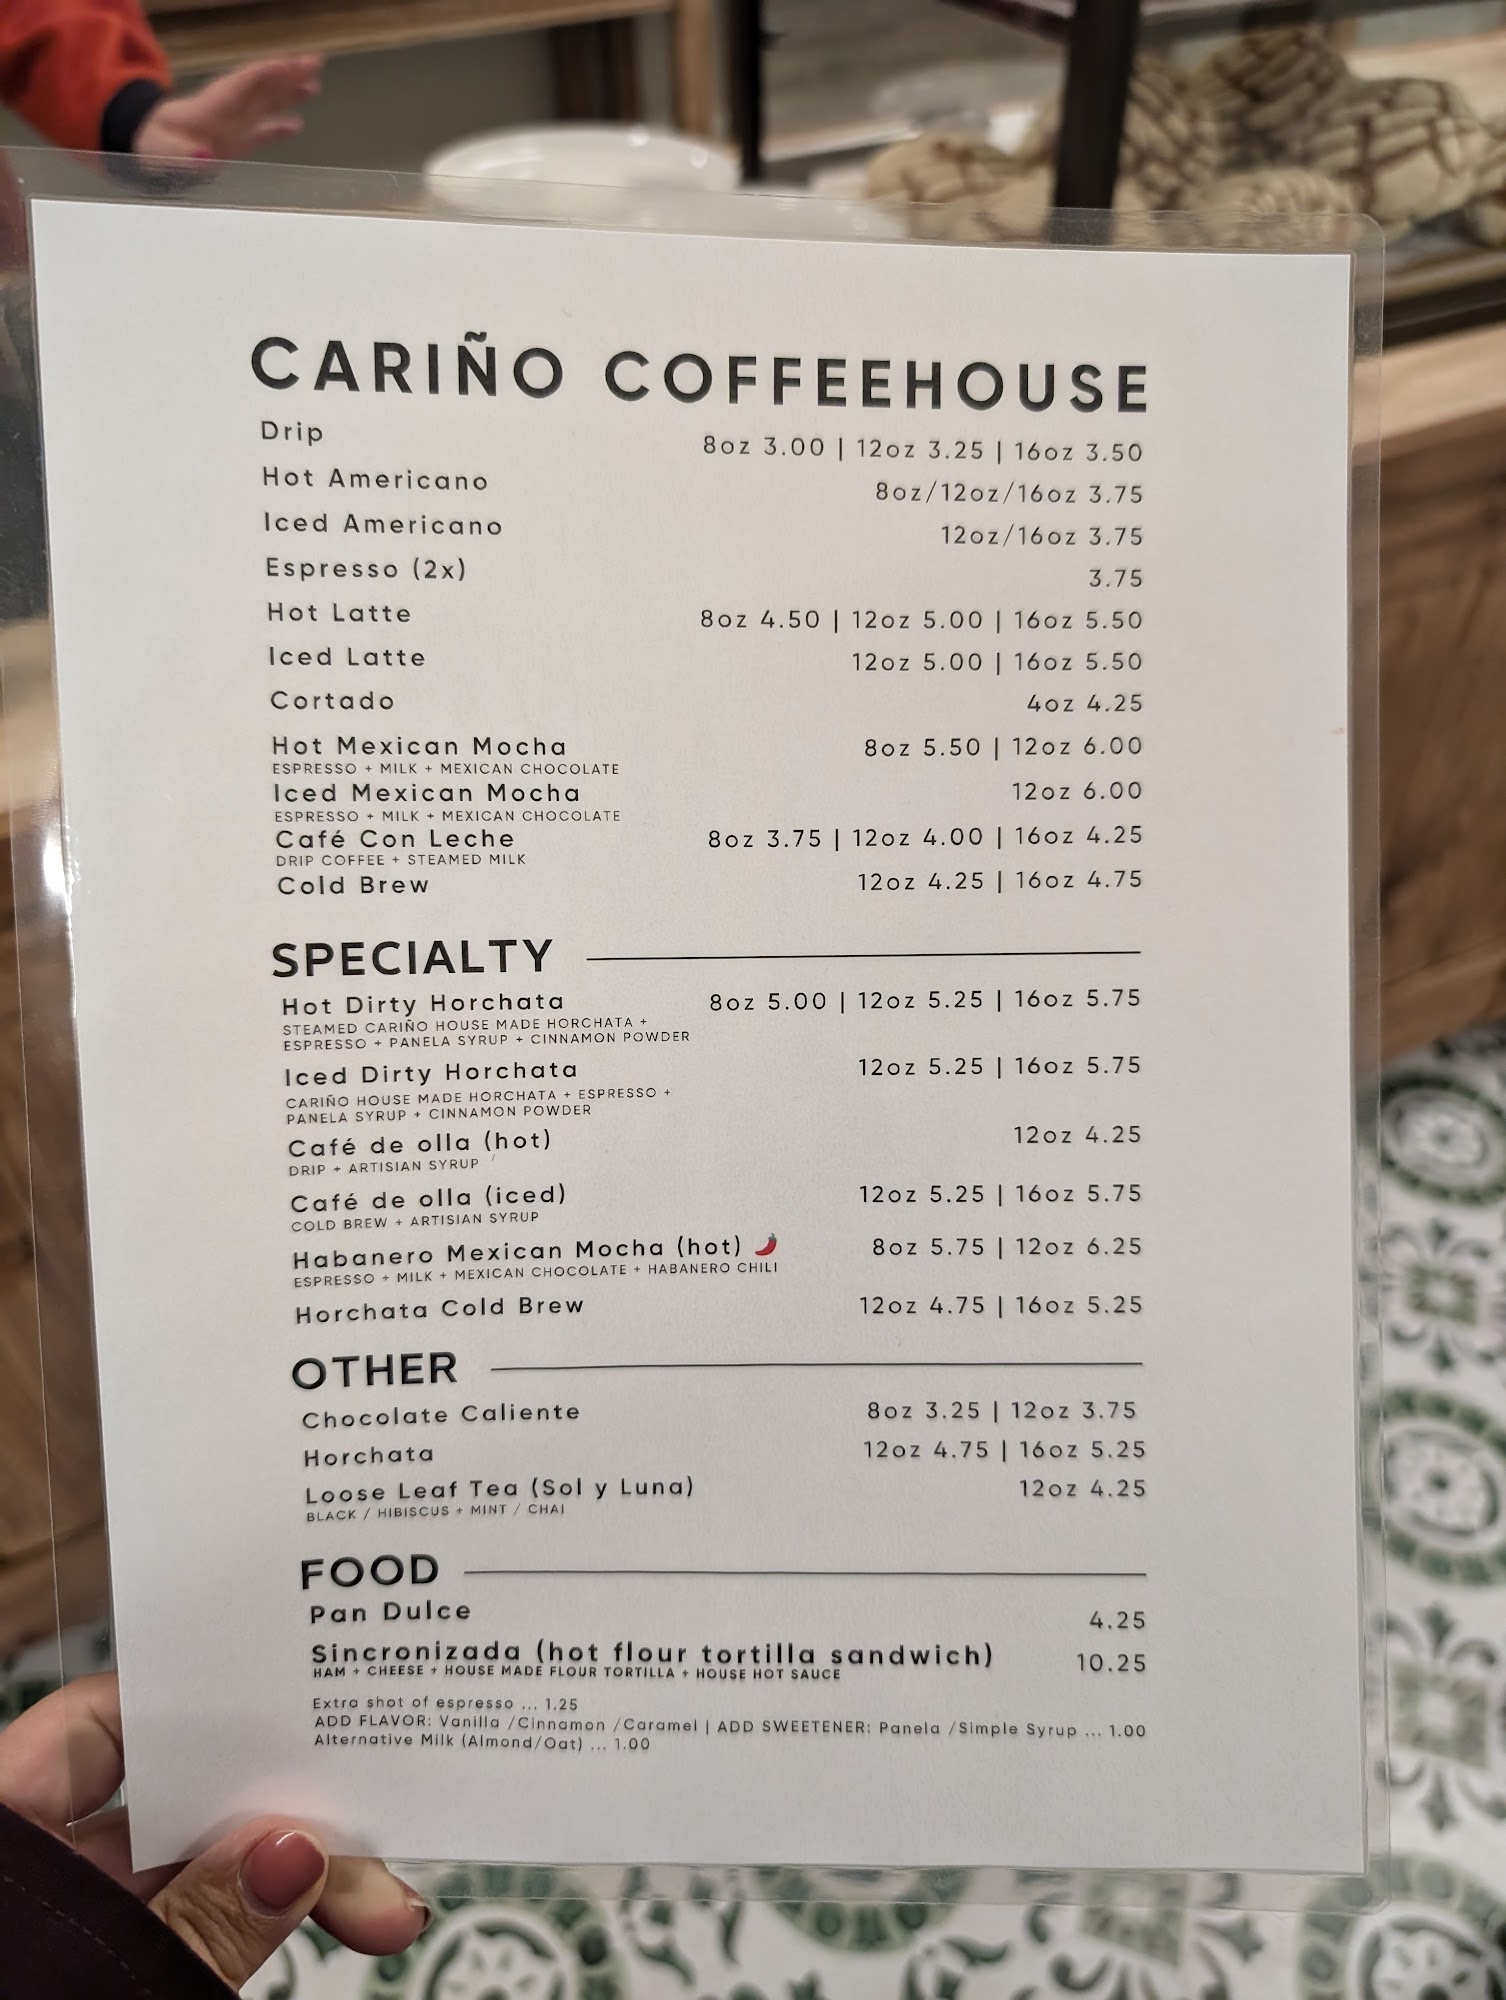 CARIÑO COFFEEHOUSE
Drip 8oz 3.00 | 12oz 3.25 | 16oz 3.50
Hot Americano 8oz/12oz/16oz 3.75
Iced Americano 12oz/16oz 3.75
Espresso (2x) 3.75
Hot Latte 8oz 4.50 | 12oz 5.00 | 16oz 5.50
Iced Latte 12oz 5.00 | 16oz 5.50
Cortado 4oz 4.25
Hot Mexican Mocha 8oz 5.50 | 12oz 6.00
ESPRESSO + MILK + MEXICAN CHOCOLATE
Iced Mexican Mocha 12oz 6.00
ESPRESSO + MILK + MEXICAN CHOCOLATE
Café Con Leche 8oz 3.75 | 12oz 4.00 | 16oz 4.25
DRIP COFFEE + STEAMED MILK
Cold Brew 12oz 4.25 | 16oz 4.75
SPECIALTY
Hot Dirty Horchata 8oz 5.00 | 12oz 5.25 | 16oz 5.75
STEAMED CARIÑO HOUSE MADE HORCHATA +
ESPRESSO + PANELA SYRUP + CINNAMON POWDER
Iced Dirty Horchata 12oz 5.25 | 16oz 5.75
CARIÑO HOUSE MADE HORCHATA + ESPRESSO +
PANELA SYRUP + CINNAMON POWDER
Café de olla (hot) 12oz 4.25
DRIP + ARTISIAN SYRUP
Café de olla (iced) 12oz 5.25 | 16oz 5.75
COLD BREW + ARTISIAN SYRUP
Habanero Mexican Mocha (hot) 🌶️ 8oz 5.75 | 12oz 6.25
ESPRESSO + MILK + MEXICAN CHOCOLATE + HABANERO CHILI
Horchata Cold Brew 12oz 4.75 | 16oz 5.25
OTHER
Chocolate Caliente 8oz 3.25 | 12oz 3.75
Horchata 12oz 4.75 | 16oz 5.25
Loose Leaf Tea (Sol y Luna) 12oz 4.25
BLACK / HIBISCUS + MINT / CHAI
FOOD
Pan Dulce 4.25
Sincronizada (hot flour tortilla sandwich) 10.25
HAM + CHEESE + HOUSE MADE FLOUR TORTILLA + HOUSE HOT SAUCE
Extra shot of espresso ... 1.25
ADD FLAVOR: Vanilla /Cinnamon /Caramel | ADD SWEETENER: Panela /Simple Syrup ... 1.00
Alternative Milk (Almond/Oat) ... 1.00